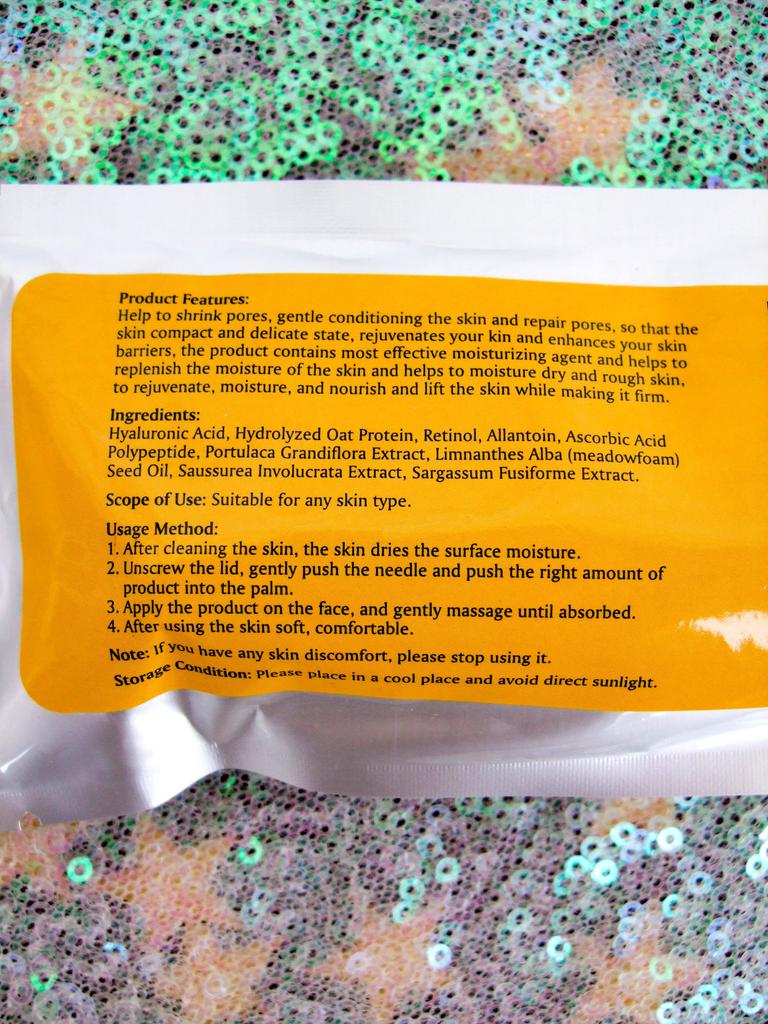 Product Features:
Help to shrink pores, gentle conditioning the skin and repair pores, so that the
skin compact and delicate state, rejuvenates your kin and enhances your skin
barriers, the product contains most effective moisturizing agent and helps to
replenish the moisture of the skin and helps to moisture dry and rough skin,
to rejuvenate, moisture, and nourish and lift the skin while making it firm.
Ingredients:
Hyaluronic Acid, Hydrolyzed Oat Protein, Retinol, Allantoin, Ascorbic Acid
Polypeptide, Portulaca Grandiflora Extract, Limnanthes Alba (meadowfoam)
Seed Oil, Saussurea Involucrata Extract, Sargassum Fusiforme Extract.
Scope of Use: Suitable for any skin type.
Usage Method:
1. After cleaning the skin, the skin dries the surface moisture.
2. Unscrew the lid, gently push the needle and push the right amount of
product into the palm.
3. Apply the product on the face, and gently massage until absorbed.
4. After using the skin soft, comfortable.
Note: If you have any skin discomfort, please stop using it.
Storage Condition: Please place in a cool place and avoid direct sunlight.